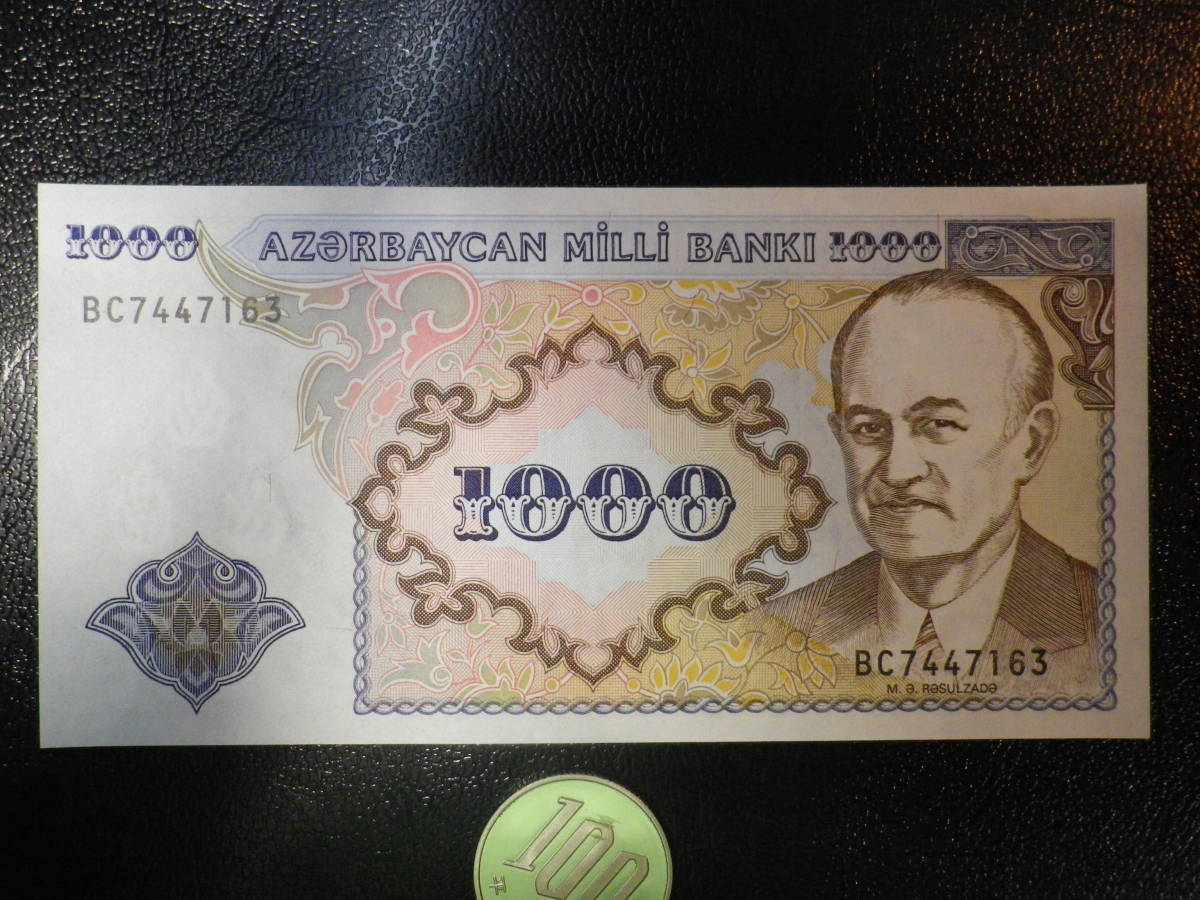 1000 AZƏRBAYCAN MİLLİ BANKI 1000
BC7447163
1000
BC7447163
M. Ə. RƏSULZADƏ
100